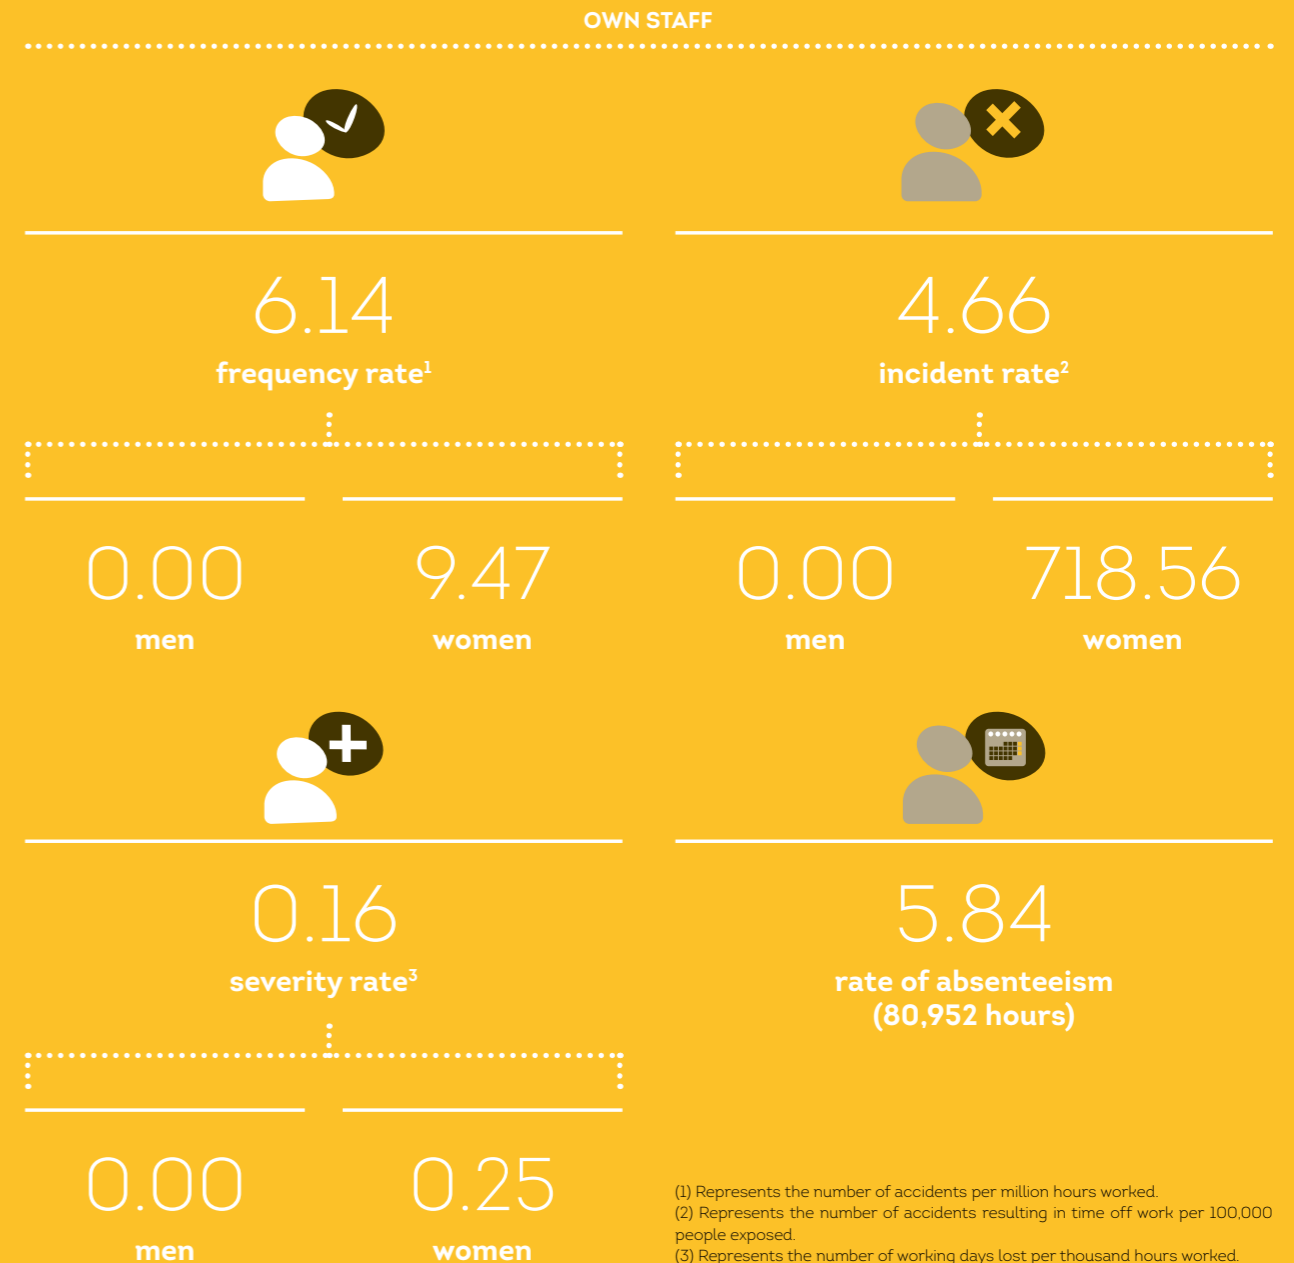 OWN STAFF
6.14
frequency rate¹
4.66
incident rate²
0.00
men
9.47
women
0.00
men
718.56
women
0.16
severity rate³
5.84
rate of absenteeism
(80,952 hours)
0.00
men
0.25
women
(1) Represents the number of accidents per million hours worked.
(2) Represents the number of accidents resulting in time off work per 100,000
people exposed.
(3) Represents the number of working days lost per thousand hours worked.